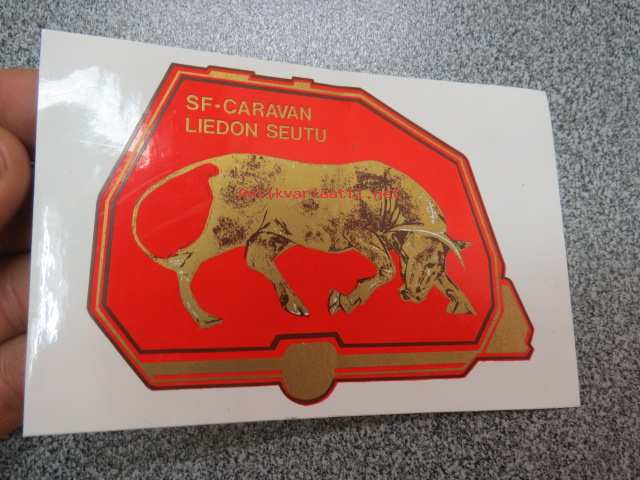 SF-CARAVAN
LIEDON SEUTU
antikvariaatti.net